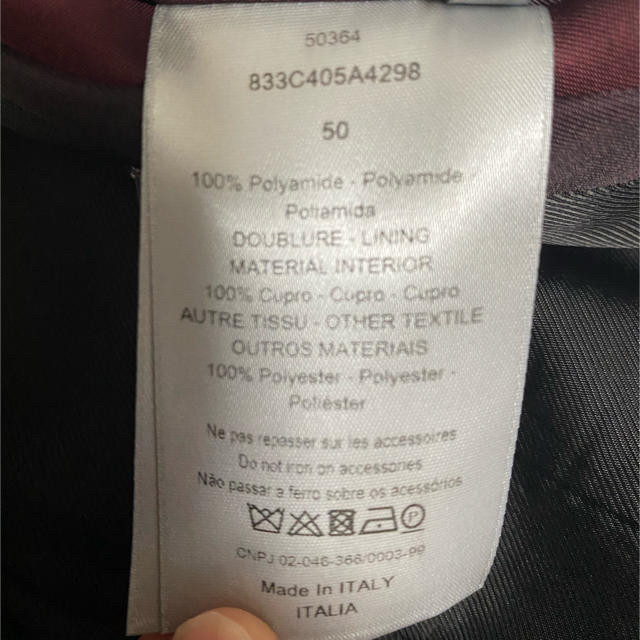 50364
833C405A4298
50
100% Polyamide - Polyamide -
Poliamida
DOUBLURE - LINING
MATERIAL INTERIOR
100% Cupro - Cupro - Cupro
AUTRE TISSU - OTHER TEXTILE
OUTROS MATERIAIS
100% Polyester - Polyester -
Poliéster
Ne pas repasser sur les accessoires
Do not iron on accessories
Não passar a ferro sobre os acessórios
CNPJ 02-048-366/0003-99
Made in ITALY
ITALIA